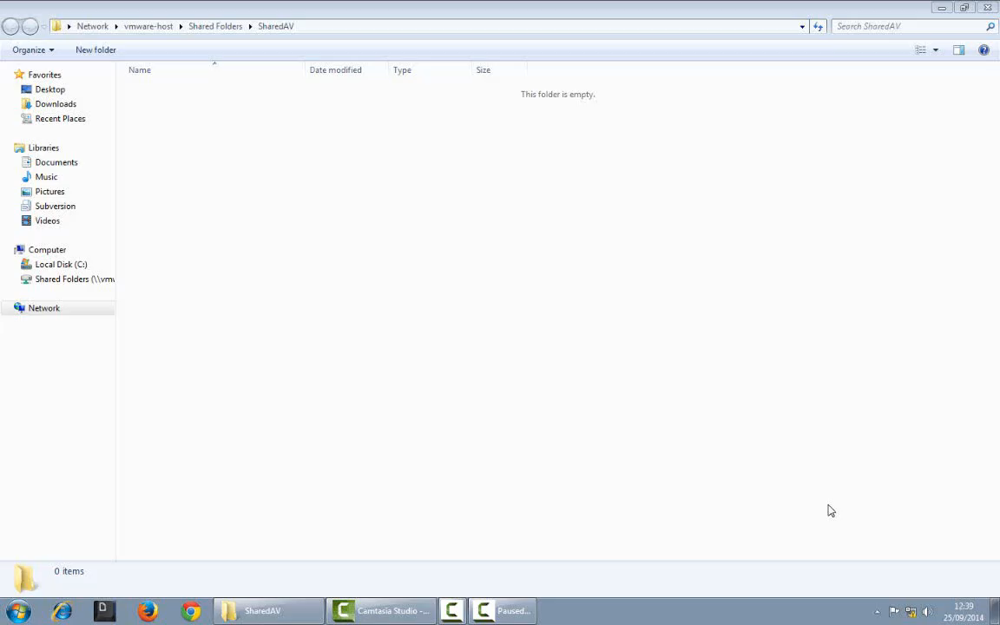 Network vmware-host Shared Folders SharedAV
Search SharedAV
Organize New folder
Name Date modified Type Size
This folder is empty.
Favorites
Desktop
Downloads
Recent Places
Libraries
Documents
Music
Pictures
Subversion
Videos
Computer
Local Disk (C:)
Shared Folders (\\vmv
Network
0 items
SharedAV
Camtasia Studio -...
Paused...
12:39
25/09/2014